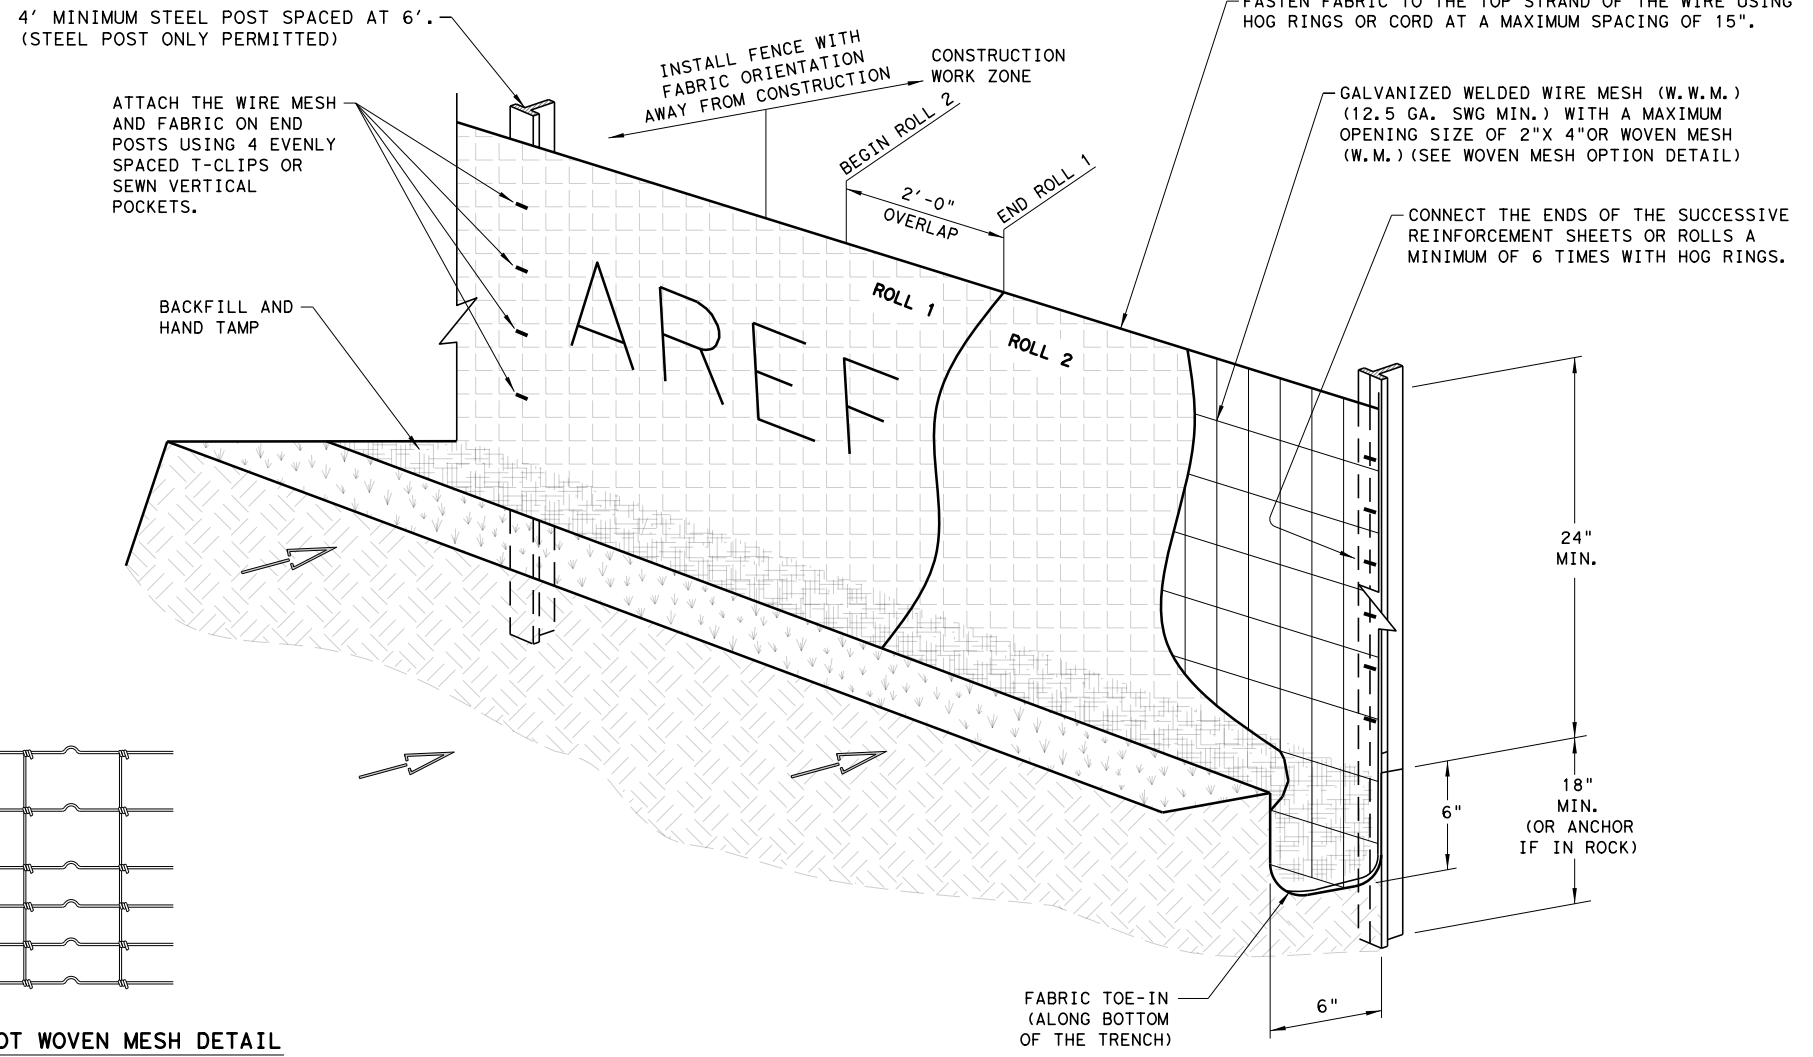 4' MINIMUM STEEL POST SPACED AT 6'.
(STEEL POST ONLY PERMITTED)
ATTACH THE WIRE MESH
AND FABRIC ON END
POSTS USING 4 EVENLY
SPACED T-CLIPS OR
SEWN VERTICAL
POCKETS.
BACKFILL AND
HAND TAMP
INSTALL FENCE WITH
FABRIC ORIENTATION
AWAY FROM CONSTRUCTION
CONSTRUCTION
WORK ZONE
BEGIN ROLL 2
END ROLL 1
2'-0"
OVERLAP
FASTEN FABRIC TO THE TOP STRAND OF THE WIRE USING
HOG RINGS OR CORD AT A MAXIMUM SPACING OF 15".
GALVANIZED WELDED WIRE MESH (W.W.M.)
(12.5 GA. SWG MIN.) WITH A MAXIMUM
OPENING SIZE OF 2"X 4"OR WOVEN MESH
(W.M.)(SEE WOVEN MESH OPTION DETAIL)
CONNECT THE ENDS OF THE SUCCESSIVE
REINFORCEMENT SHEETS OR ROLLS A
MINIMUM OF 6 TIMES WITH HOG RINGS.
AREF
ROLL 1
ROLL 2
24"
MIN.
18"
MIN.
(OR ANCHOR
IF IN ROCK)
6"
6"
FABRIC TOE-IN
(ALONG BOTTOM
OF THE TRENCH)
OT WOVEN MESH DETAIL